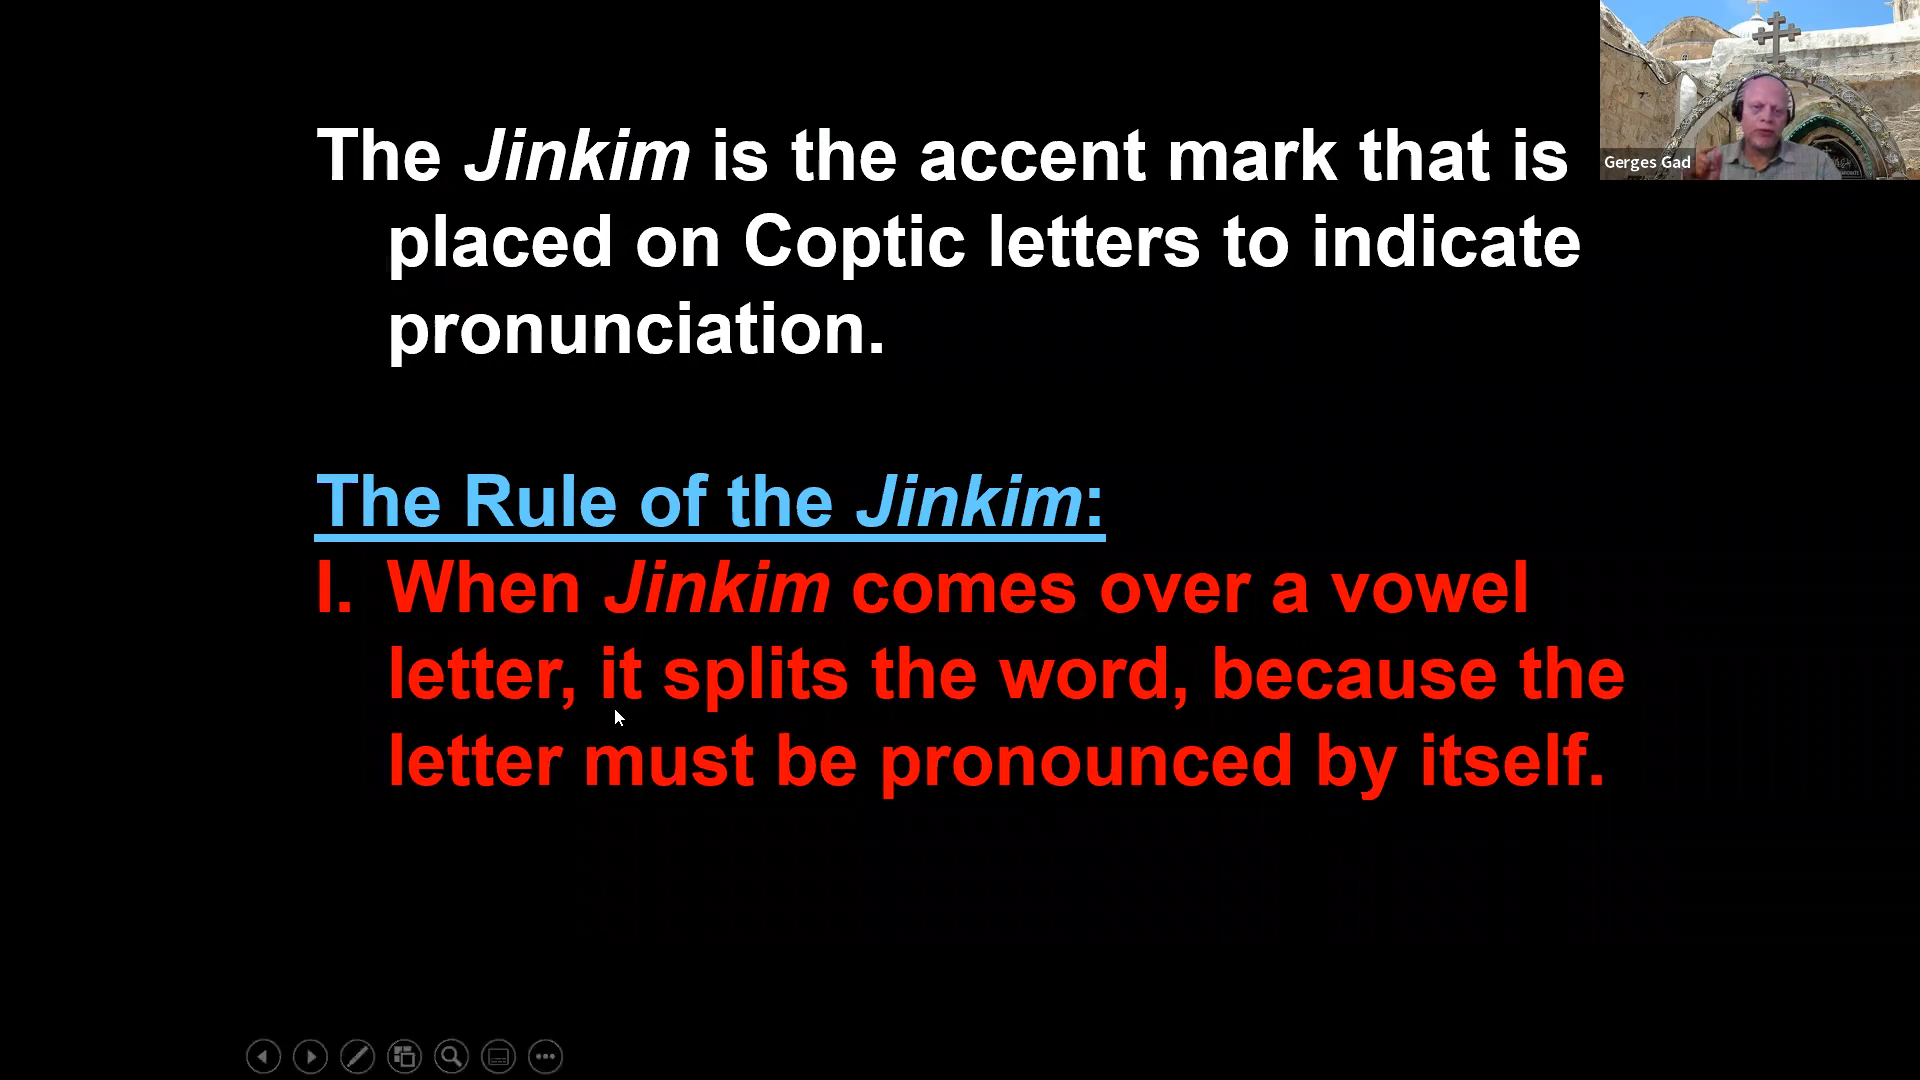 The Jinkim is the accent mark that is
placed on Coptic letters to indicate
pronunciation.
The Rule of the Jinkim:
I. When Jinkim comes over a vowel
letter, it splits the word, because the
letter must be pronounced by itself.
Gerges Gad